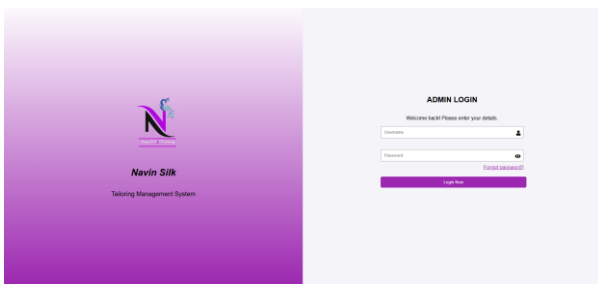 Navin Silk
Tailoring Management System
ADMIN LOGIN
Welcome back! Please enter your details.
Username
Password
Forgot password?
Login Now